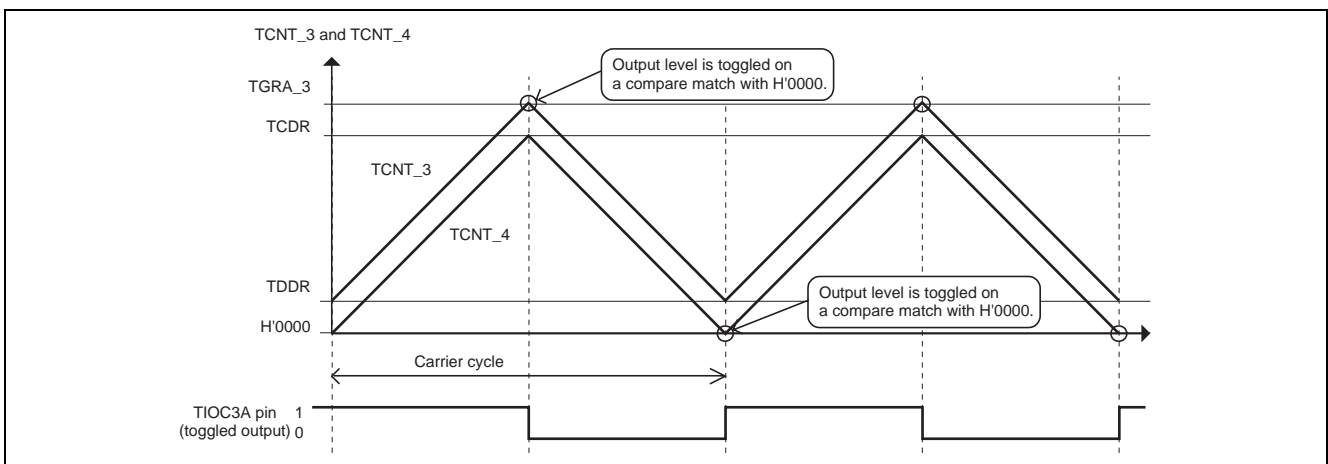 TCNT_3 and TCNT_4
Output level is toggled on
a compare match with H'0000.
TGRA_3
TCDR
TCNT_3
TCNT_4
TDDR
Output level is toggled on
a compare match with H'0000.
H'0000
Carrier cycle
TIOC3A pin 1
(toggled output) 0